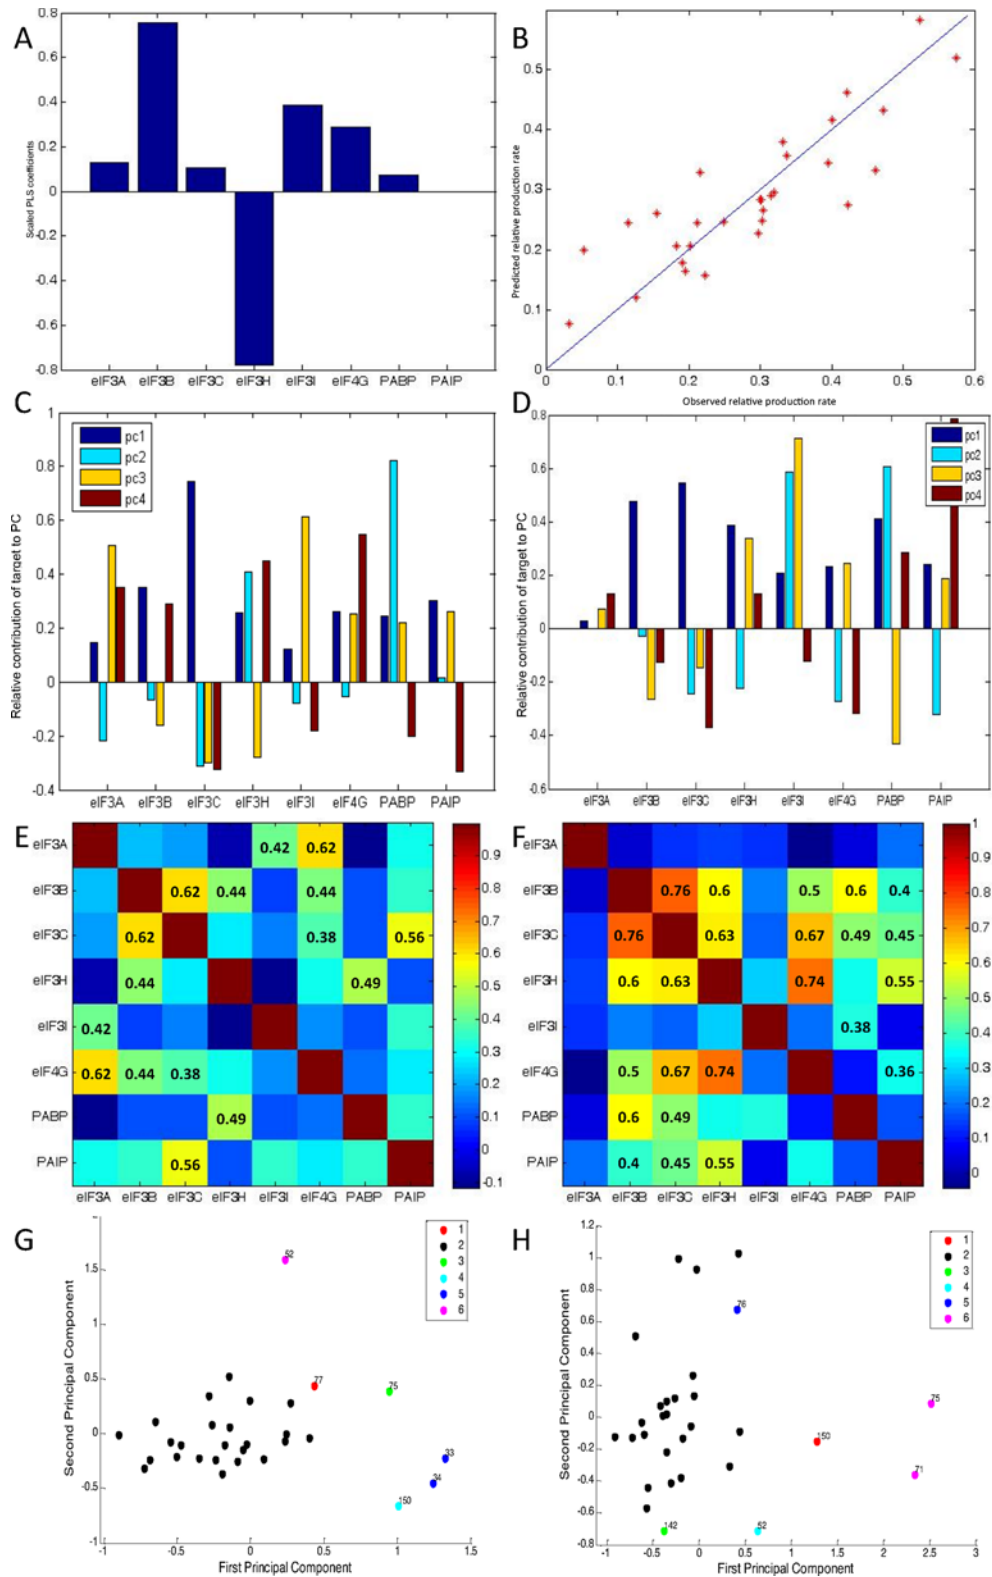 A
Scaled PLS coefficients
0.8
0.6
0.4
0.2
0
-0.2
-0.4
-0.6
-0.8
eIF3A eIF3B eIF3C eIF3H eIF3I eIF4G PABP PAIP
B
Predicted relative production rate
0.5
0.4
0.3
0.2
0.1
0
0 0.1 0.2 0.3 0.4 0.5 0.6
Observed relative production rate
C
Relative contribution of target to PC
1
0.8
0.6
0.4
0.2
0
-0.2
-0.4
pc1
pc2
pc3
pc4
eIF3A eIF3B eIF3C eIF3H eIF3I eIF4G PABP PAIP
D
Relative contribution of target to PC
0.8
0.6
0.4
0.2
0
-0.2
-0.4
-0.6
pc1
pc2
pc3
pc4
eIF3A eIF3B eIF3C eIF3H eIF3I eIF4G PABP PAIP
E
eIF3A 0.42 0.62
eIF3B 0.62 0.44 0.44
eIF3C 0.62 0.38 0.56
eIF3H 0.44 0.49
eIF3I 0.42
eIF4G 0.62 0.44 0.38
PABP 0.49
PAIP 0.56
eIF3A eIF3B eIF3C eIF3H eIF3I eIF4G PABP PAIP
0.9
0.8
0.7
0.6
0.5
0.4
0.3
0.2
0.1
0
-0.1
F
eIF3A
eIF3B 0.76 0.6 0.5 0.6 0.4
eIF3C 0.76 0.63 0.67 0.49 0.45
eIF3H 0.6 0.63 0.74 0.55
eIF3I 0.38
eIF4G 0.5 0.67 0.74 0.36
PABP 0.6 0.49
PAIP 0.4 0.45 0.55
eIF3A eIF3B eIF3C eIF3H eIF3I eIF4G PABP PAIP
1
0.9
0.8
0.7
0.6
0.5
0.4
0.3
0.2
0.1
0
G
Second Principal Component
1
0.5
0
-0.5
-1
52
77
75
33
34
150
1
2
3
4
5
6
-1 -0.5 0 0.5 1 1.5
First Principal Component
H
Second Principal Component
1.2
1
0.8
0.6
0.4
0.2
0
-0.2
-0.4
-0.6
-0.8
76
75
150
71
142
52
1
2
3
4
5
6
-1 -0.5 0 0.5 1 1.5 2 2.5 3
First Principal Component